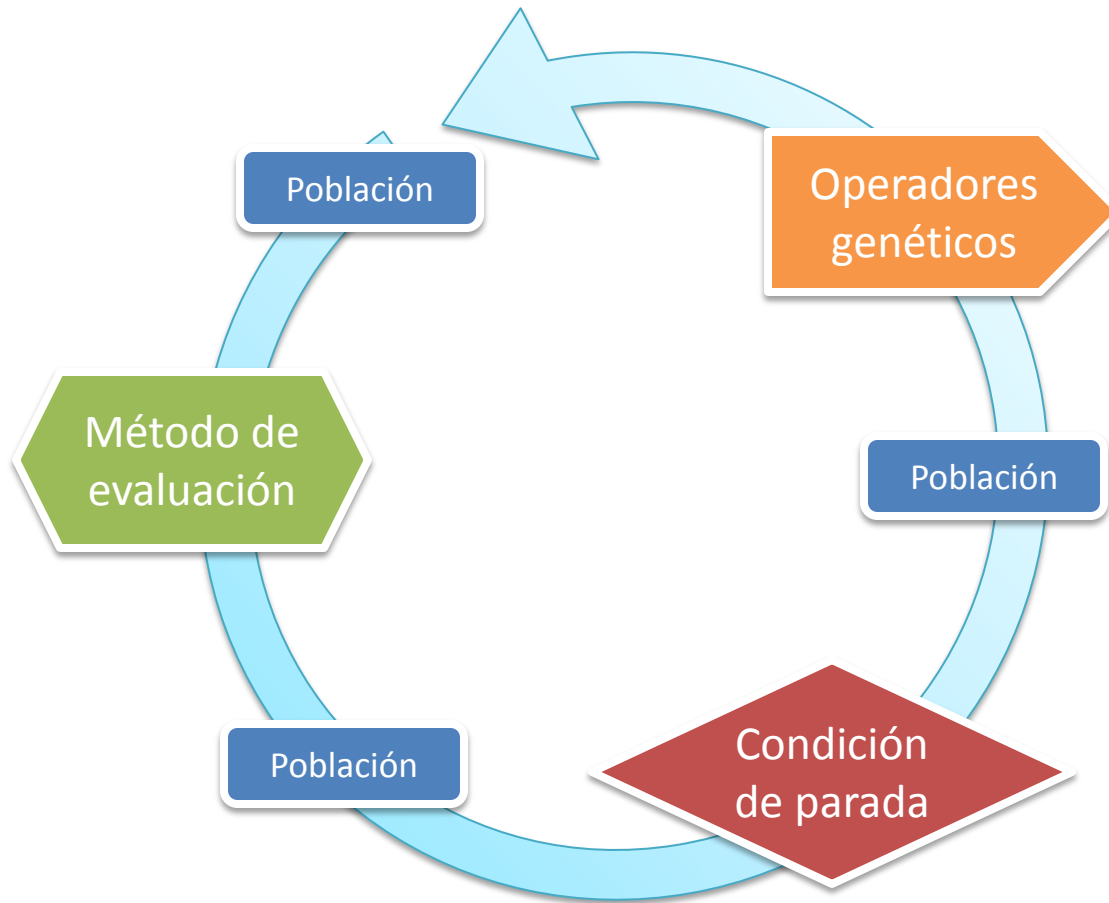 Población
Operadores
genéticos
Método de
evaluación
Población
Población
Condición
de parada